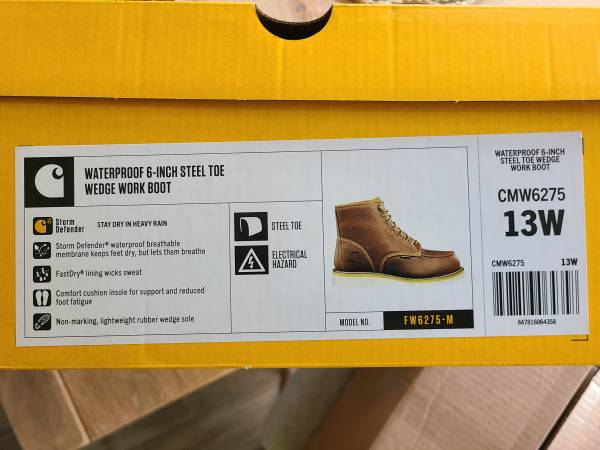 WATERPROOF 6-INCH STEEL TOE
WEDGE WORK BOOT
Storm
Defender
STAY DRY IN HEAVY RAIN
Storm Defender® waterproof breathable
membrane keeps feet dry, but lets them breathe
FastDry® lining wicks sweat
Comfort cushion insole for support and reduced
foot fatigue
Non-marking, lightweight rubber wedge sole
STEEL TOE
ELECTRICAL
HAZARD
MODEL NO.
FW6275-M
WATERPROOF 6-INCH
STEEL TOE WEDGE
WORK BOOT
CMW6275
13W
CMW6275 13W
847816064358